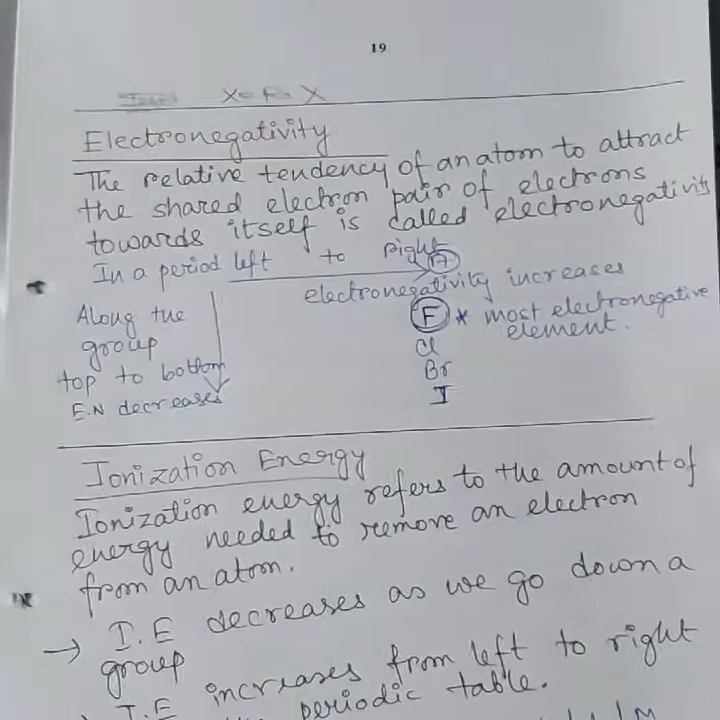 19
X-F-X
Electronegativity
The relative tendency of an atom to attract
the shared electron pair of electrons
towards itself is called electronegativity
In a period left to right
electronegativity increases
Along the
group
top to bottom
E.N decreases
F * most electronegative
element.
Cl
Br
I
Ionization Energy
Ionization energy refers to the amount of
energy needed to remove an electron
from an atom.
→ I.E decreases as we go down a
group
I.E increases from left to right
periodic table.